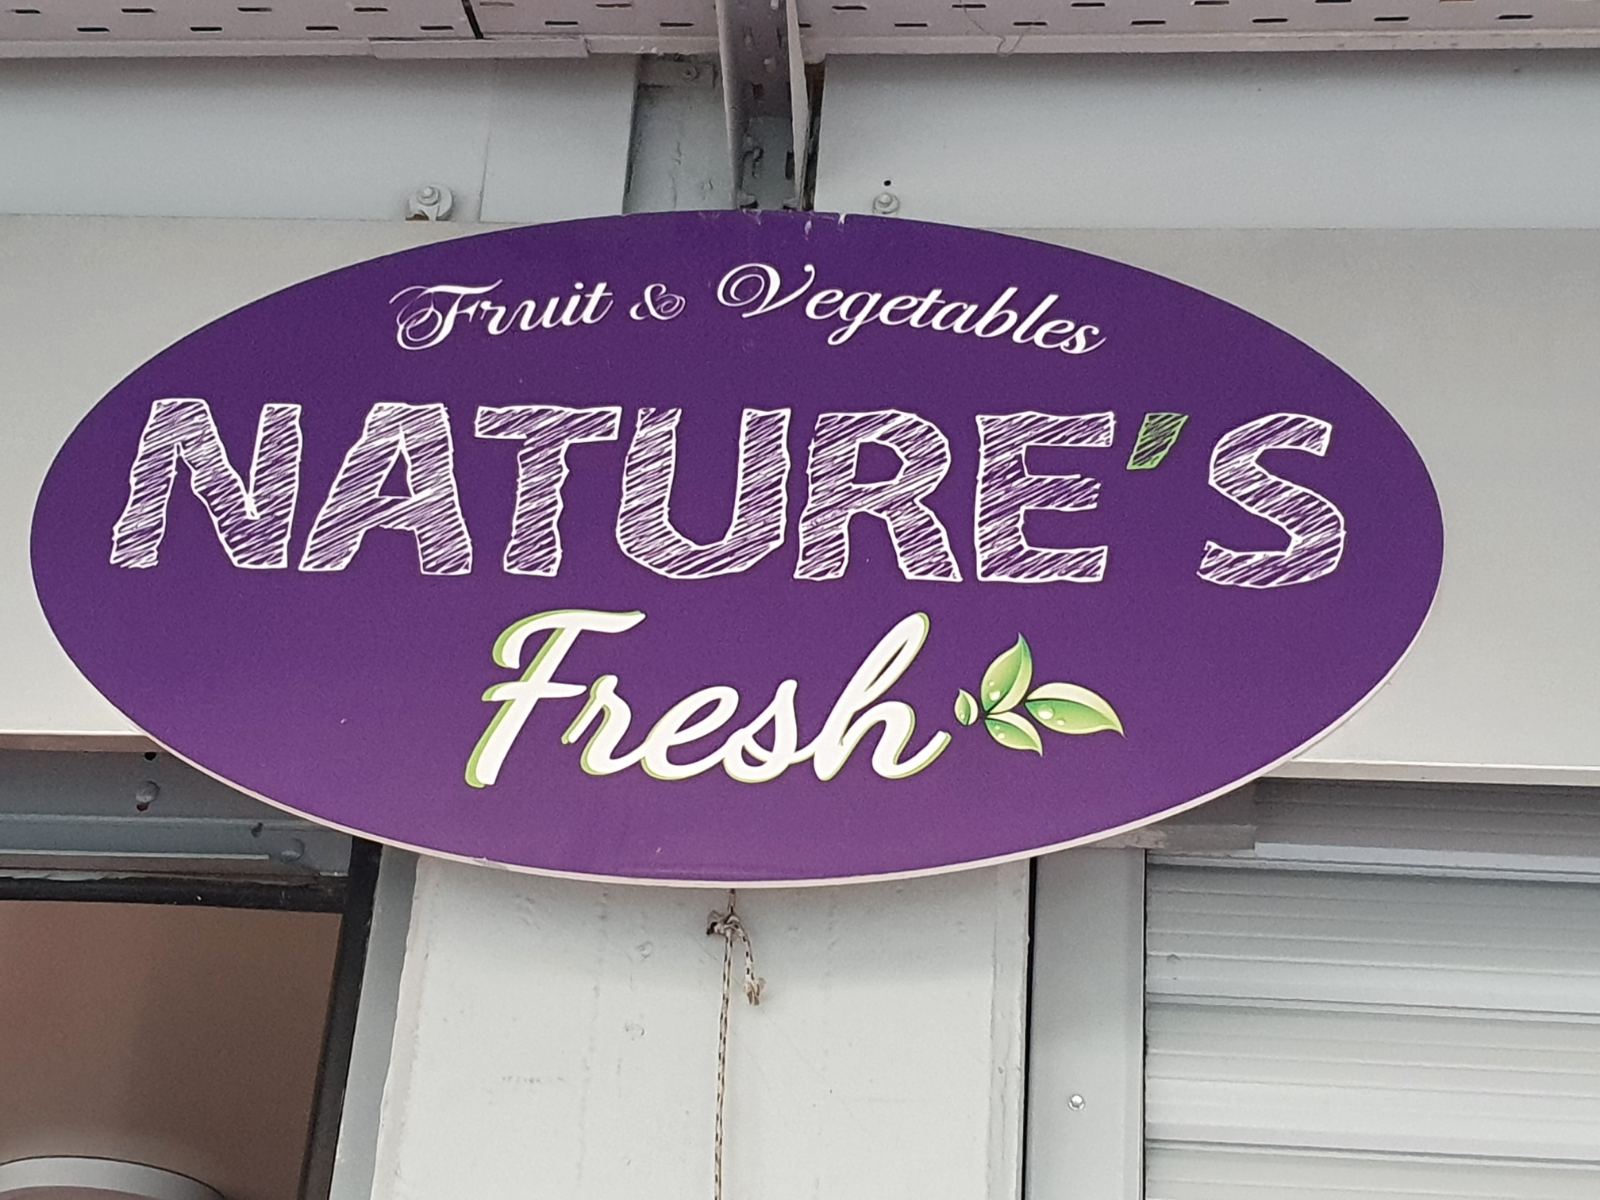 Fruit & Vegetables
NATURE'S
Fresh